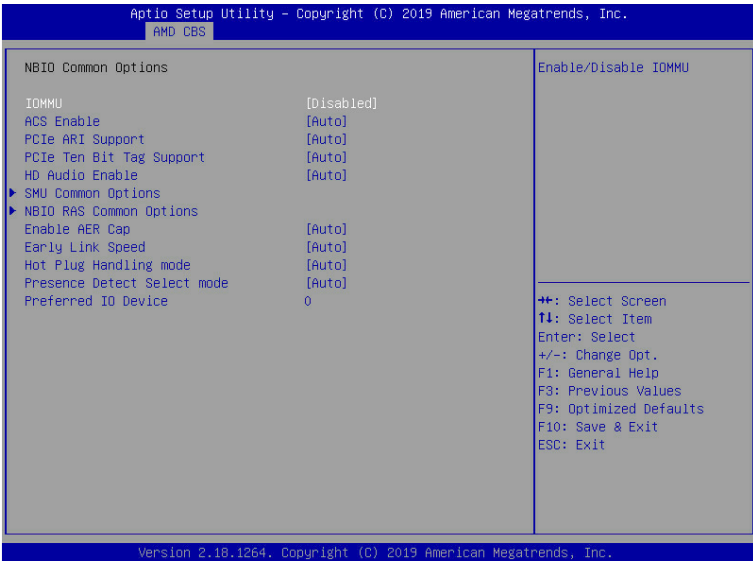 Aptio Setup Utility – Copyright (C) 2019 American Megatrends, Inc.
AMD CBS
NBIO Common Options
Enable/Disable IOMMU
IOMMU [Disabled]
ACS Enable [Auto]
PCIe ARI Support [Auto]
PCIe Ten Bit Tag Support [Auto]
HD Audio Enable [Auto]
SMU Common Options
NBIO RAS Common Options
Enable AER Cap [Auto]
Early Link Speed [Auto]
Hot Plug Handling mode [Auto]
Presence Detect Select mode [Auto]
Preferred IO Device 0
→←: Select Screen
↑↓: Select Item
Enter: Select
+/-: Change Opt.
F1: General Help
F3: Previous Values
F9: Optimized Defaults
F10: Save & Exit
ESC: Exit
Version 2.18.1264. Copyright (C) 2019 American Megatrends, Inc.